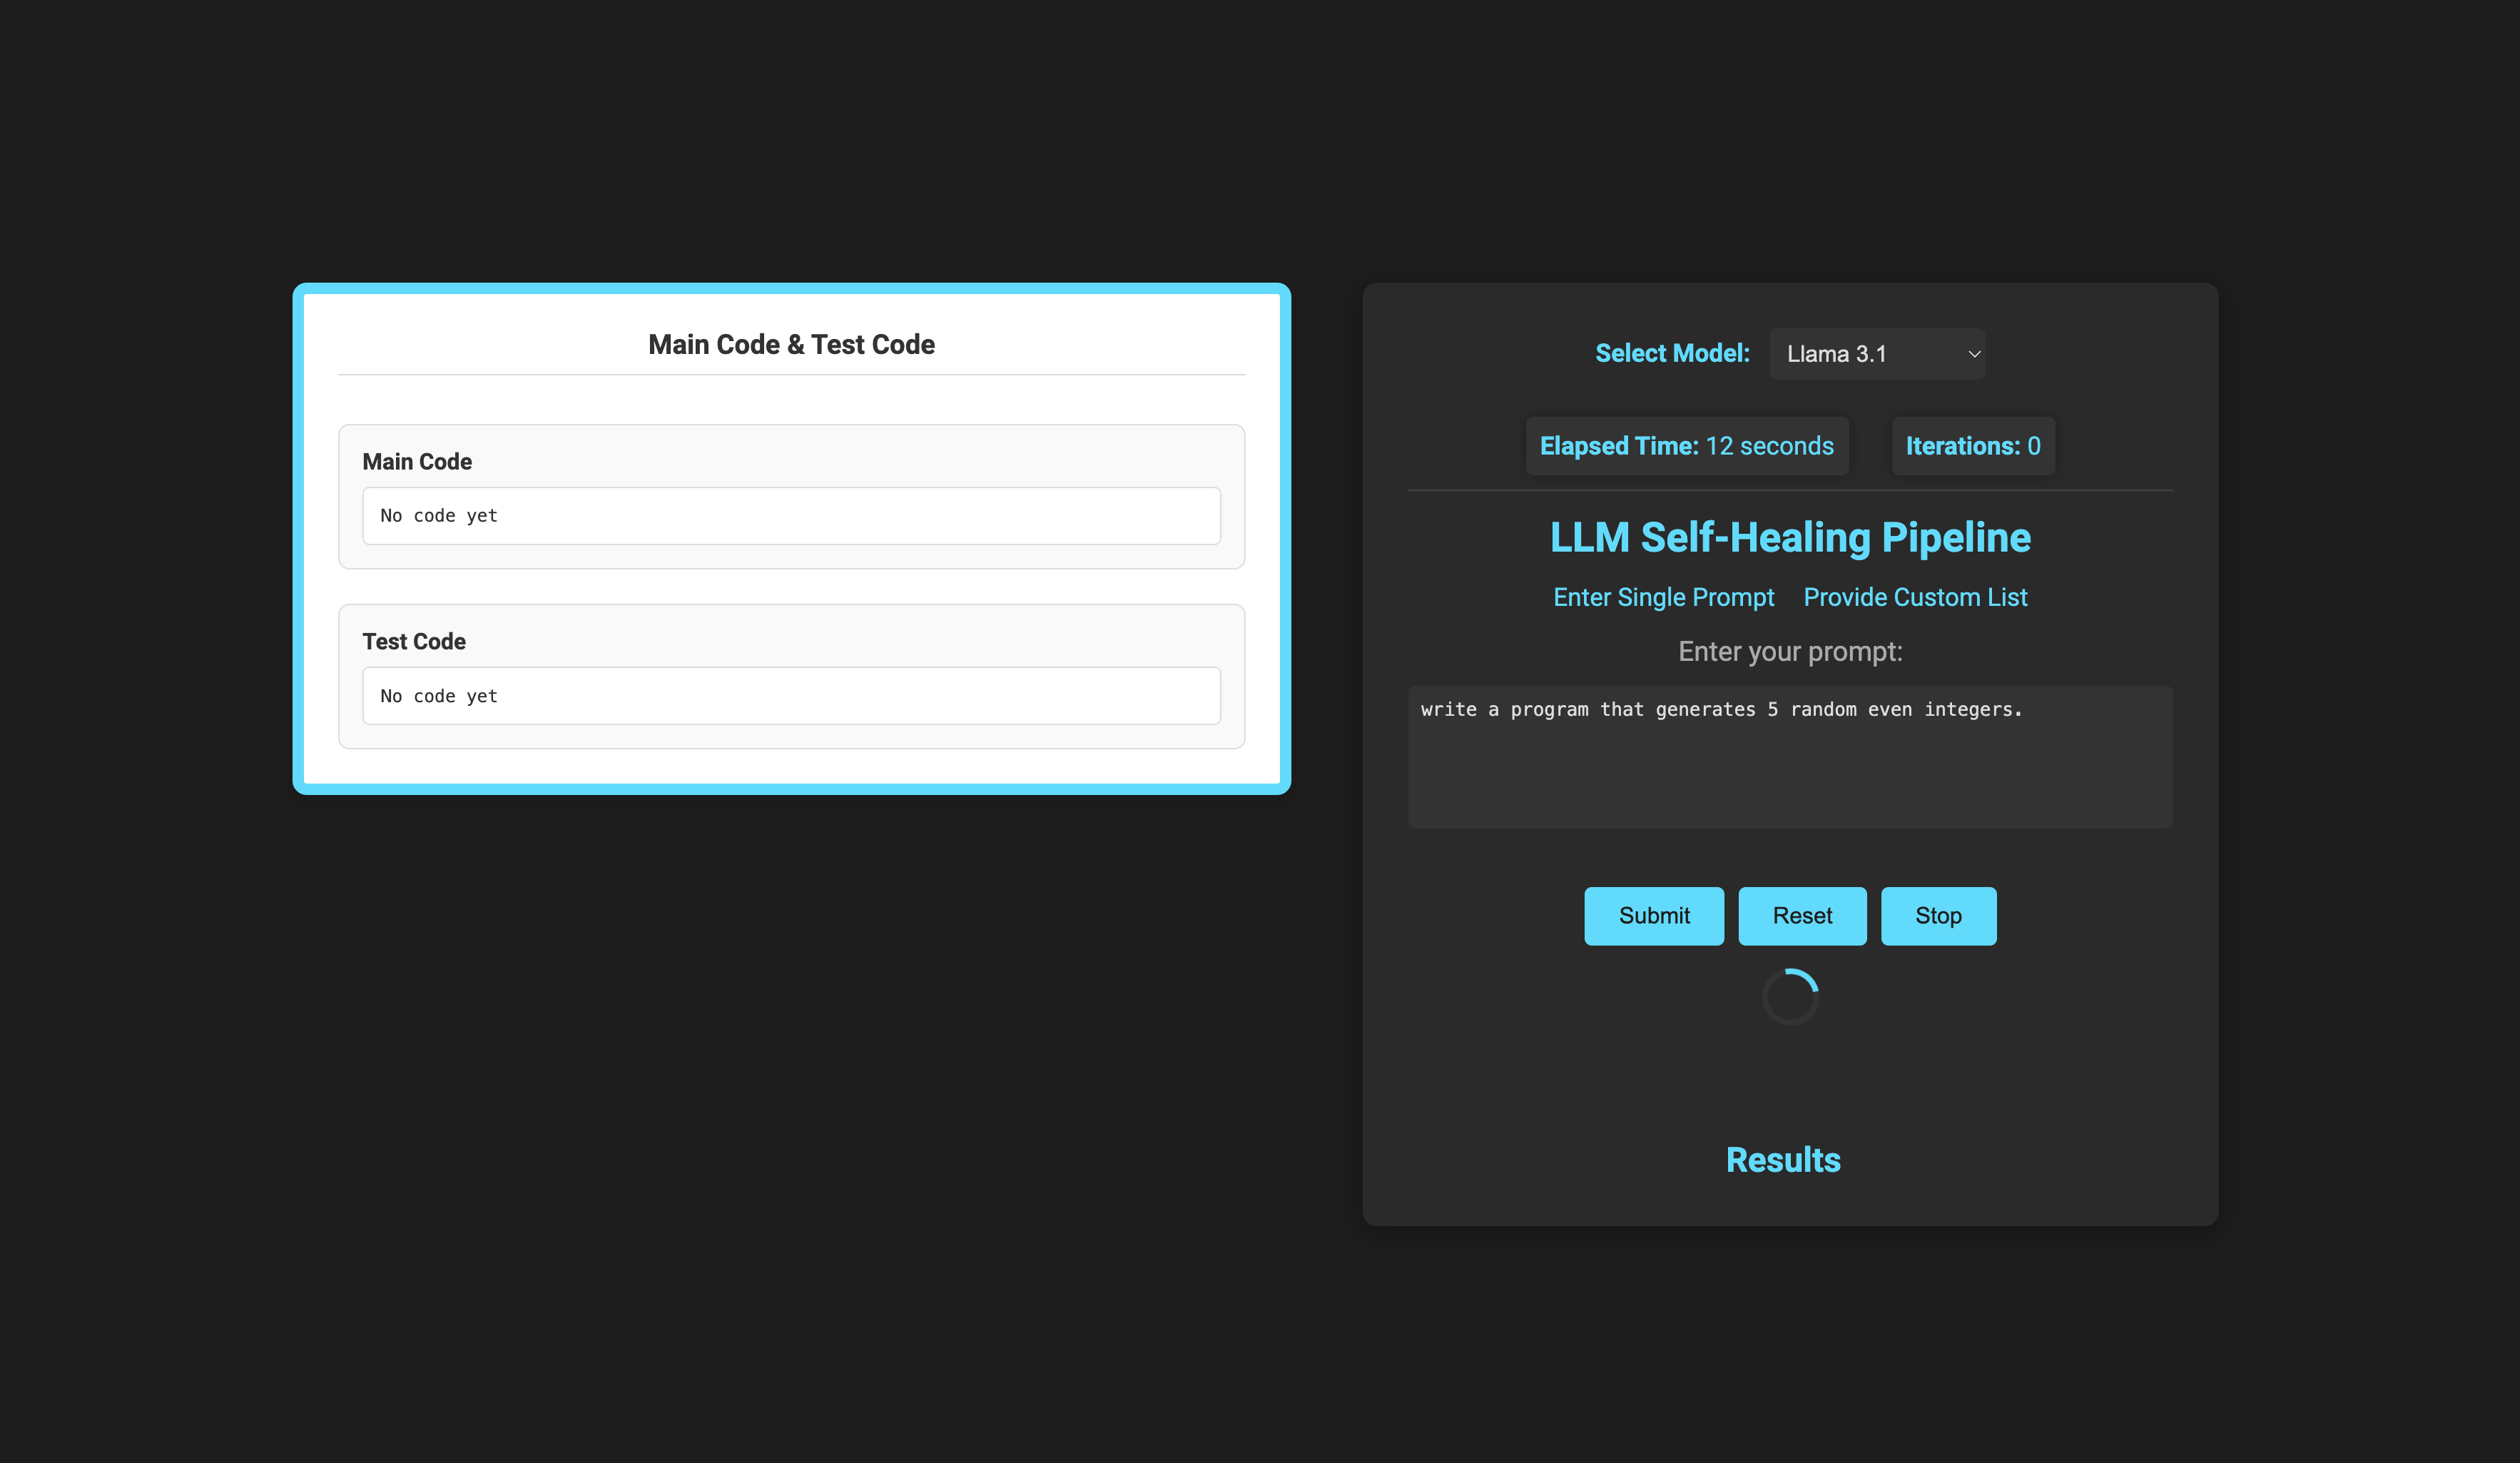 Main Code & Test Code
Main Code
No code yet
Test Code
No code yet
Select Model: Llama 3.1
Elapsed Time: 12 seconds Iterations: 0
LLM Self-Healing Pipeline
Enter Single Prompt Provide Custom List
Enter your prompt:
write a program that generates 5 random even integers.
Submit Reset Stop
Results